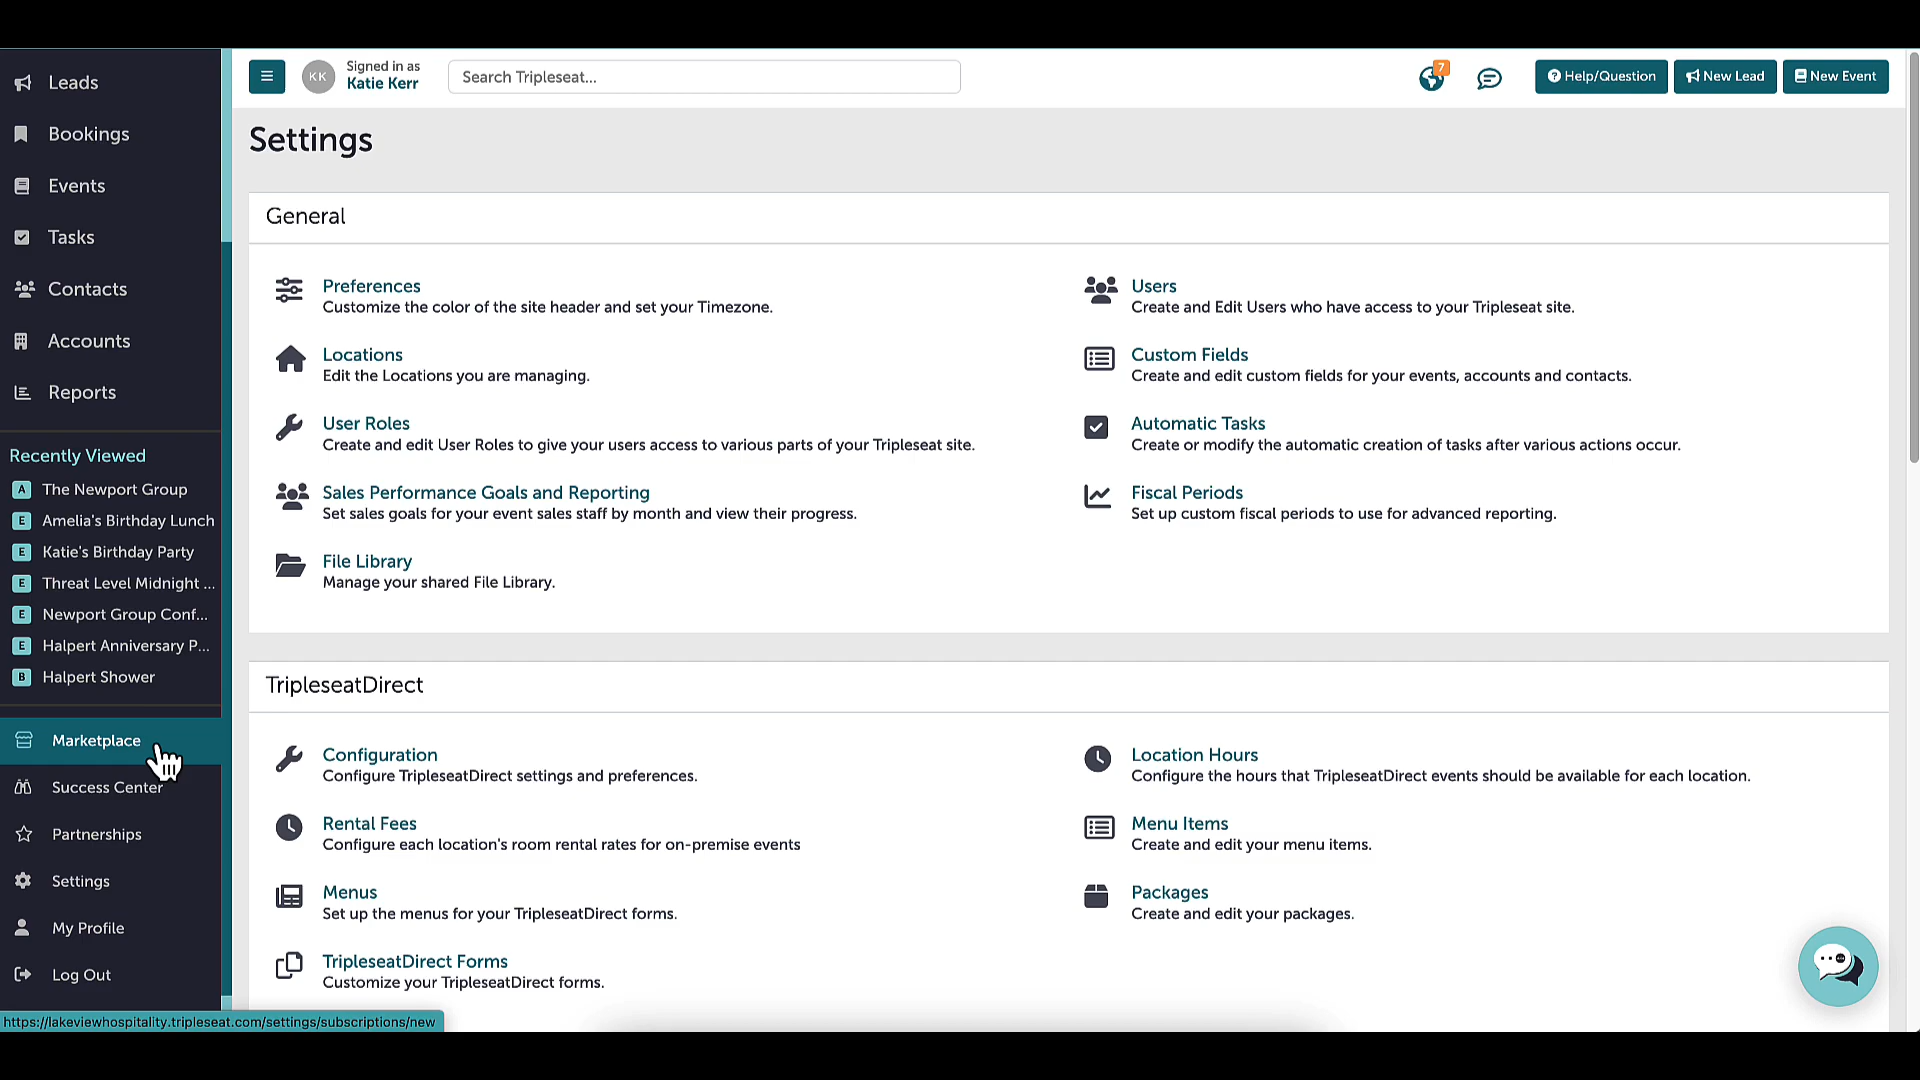 Leads
Bookings
Events
Tasks
Contacts
Accounts
Reports
Recently Viewed
A The Newport Group
E Amelia's Birthday Lunch
E Katie's Birthday Party
E Threat Level Midnight ...
E Newport Group Conf...
E Halpert Anniversary P...
B Halpert Shower
Marketplace
Success Center
Partnerships
Settings
My Profile
Log Out
https://lakeviewhospitality.tripleseat.com/settings/subscriptions/new
KK
Signed in as
Katie Kerr
Search Tripleseat...
7
Help/Question
New Lead
New Event
Settings
General
Preferences
Customize the color of the site header and set your Timezone.
Users
Create and Edit Users who have access to your Tripleseat site.
Locations
Edit the Locations you are managing.
Custom Fields
Create and edit custom fields for your events, accounts and contacts.
User Roles
Create and edit User Roles to give your users access to various parts of your Tripleseat site.
Automatic Tasks
Create or modify the automatic creation of tasks after various actions occur.
Sales Performance Goals and Reporting
Set sales goals for your event sales staff by month and view their progress.
Fiscal Periods
Set up custom fiscal periods to use for advanced reporting.
File Library
Manage your shared File Library.
TripleseatDirect
Configuration
Configure TripleseatDirect settings and preferences.
Location Hours
Configure the hours that TripleseatDirect events should be available for each location.
Rental Fees
Configure each location's room rental rates for on-premise events
Menu Items
Create and edit your menu items.
Menus
Set up the menus for your TripleseatDirect forms.
Packages
Create and edit your packages.
TripleseatDirect Forms
Customize your TripleseatDirect forms.